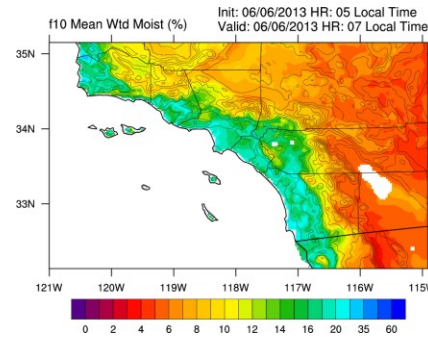 f10 Mean Wtd Moist (%)
Init: 06/06/2013 HR: 05 Local Time
Valid: 06/06/2013 HR: 07 Local Time
35N
34N
33N
121W 120W 119W 118W 117W 116W 115W
0 2 4 6 8 10 12 14 16 20 35 60